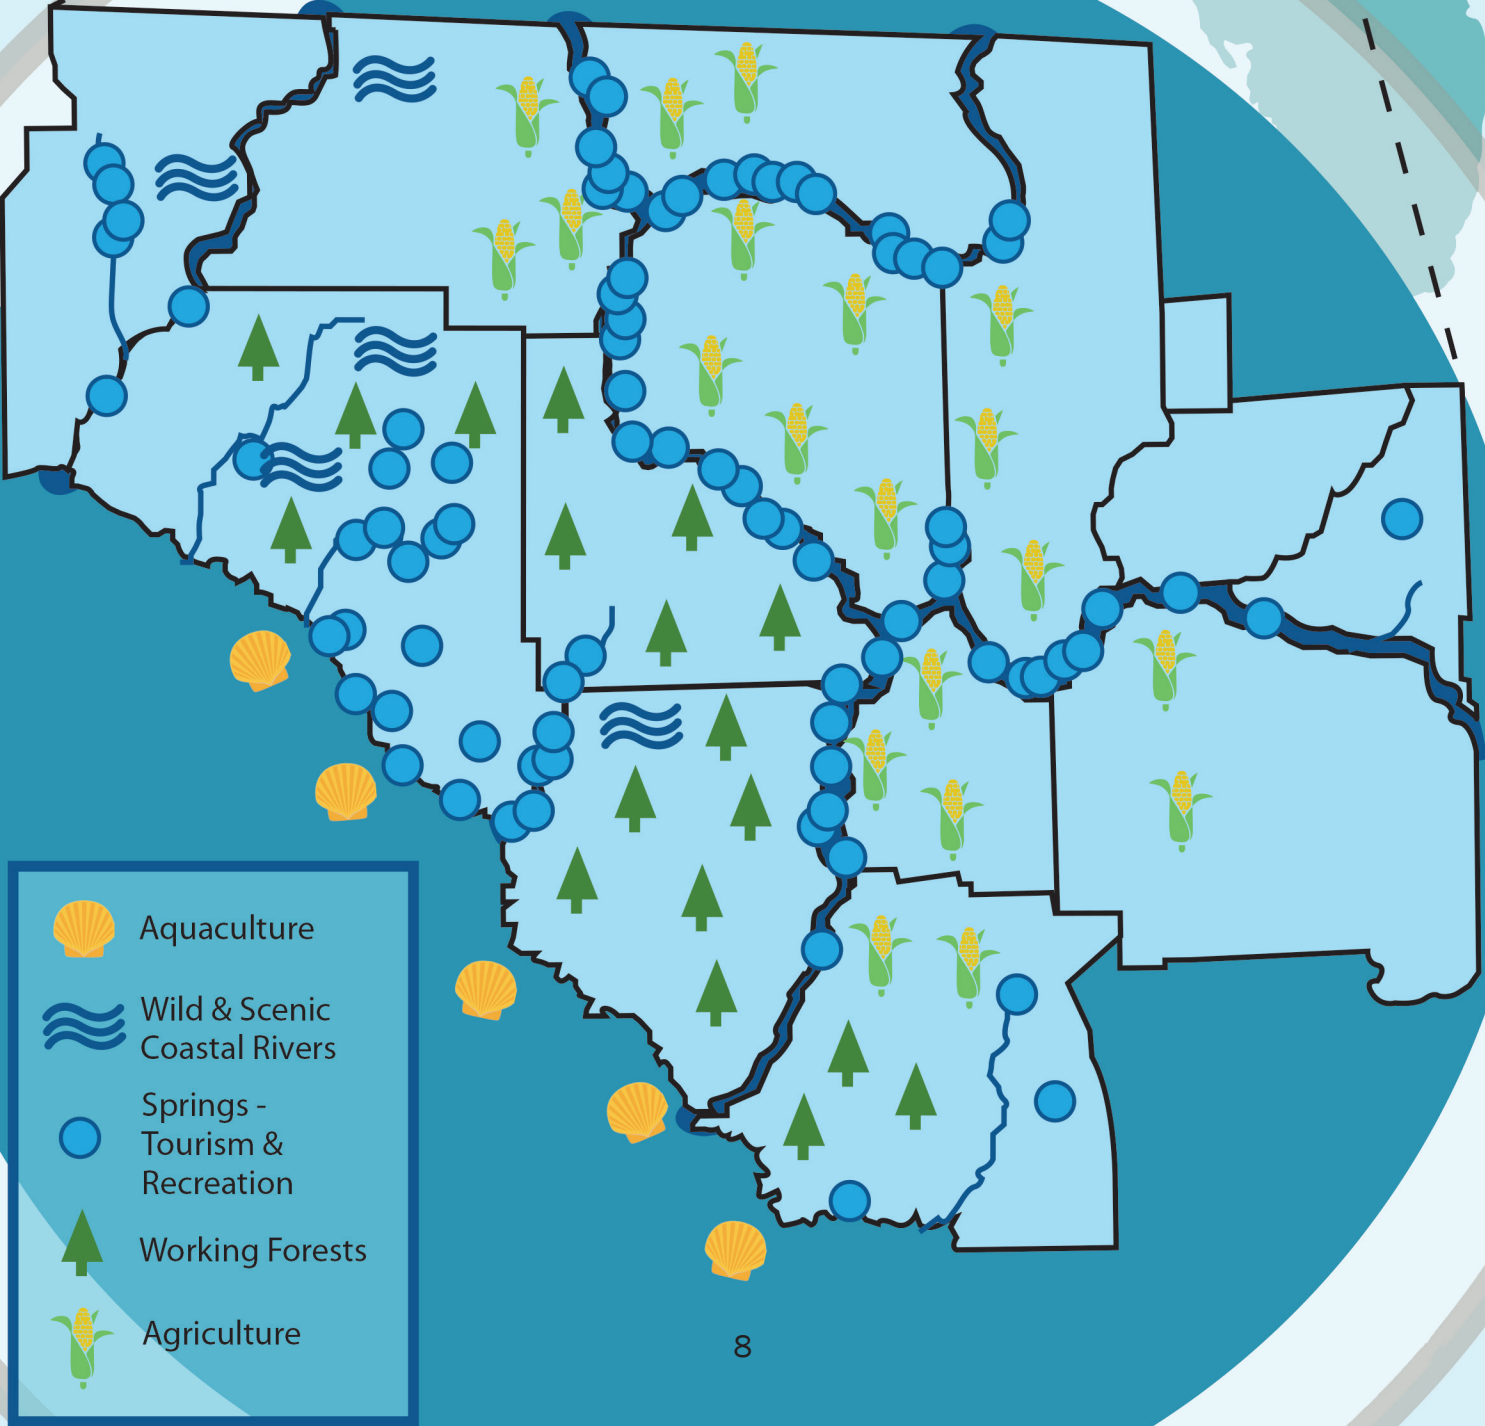 Aquaculture
Wild & Scenic
Coastal Rivers
Springs -
Tourism &
Recreation
Working Forests
Agriculture
8